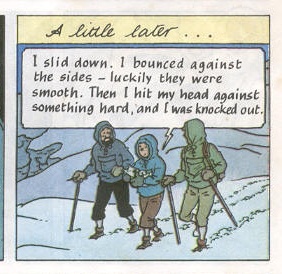 A little later...
I slid down. I bounced against
the sides – luckily they were
smooth. Then I hit my head against
something hard, and I was knocked out.